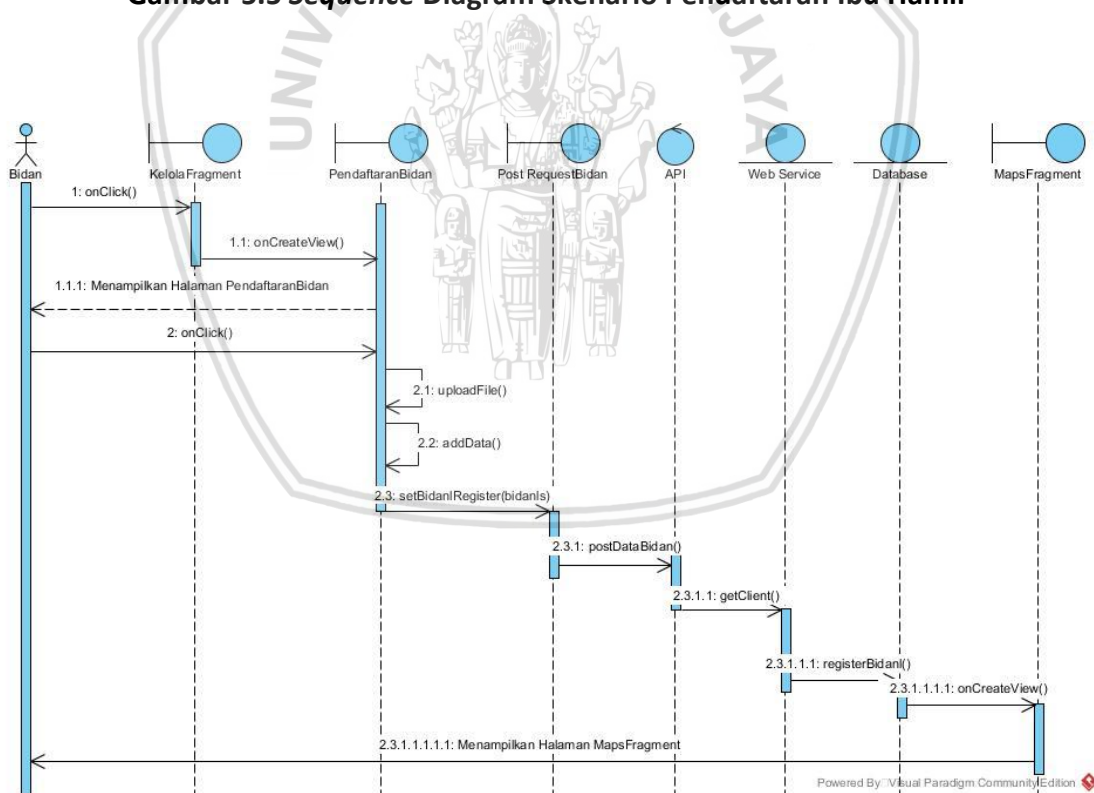 Gambar 5.5 Sequence Diagram Skenario Pendaftaran Ibu Hamil
UNIVE
JAYA
Bidan
KelolaFragment
PendaftaranBidan
Post RequestBidan
API
Web Service
Database
MapsFragment
1: onClick()
1.1: onCreateView()
1.1.1: Menampilkan Halaman PendaftaranBidan
2: onClick()
2.1: uploadFile()
2.2: addData()
2.3: setBidanIRegister(bidanIs)
2.3.1: postDataBidan()
2.3.1.1: getClient()
2.3.1.1.1: registerBidanI()
2.3.1.1.1.1: onCreateView()
2.3.1.1.1.1.1: Menampilkan Halaman MapsFragment
Powered By Visual Paradigm Community Edition